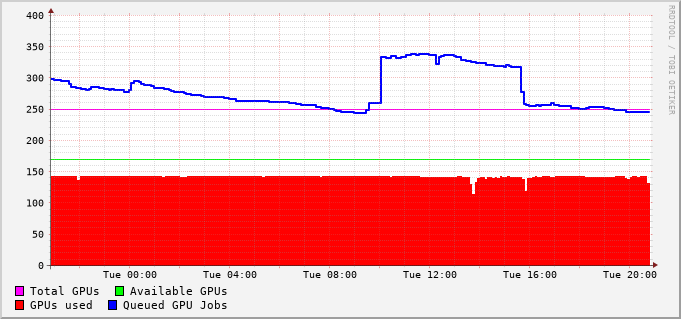 400
350
300
250
200
150
100
50
0
Tue 00:00 Tue 04:00 Tue 08:00 Tue 12:00 Tue 16:00 Tue 20:00
Total GPUs Available GPUs
GPUs used Queued GPU Jobs
RRDTOOL / TOBI OETIKER